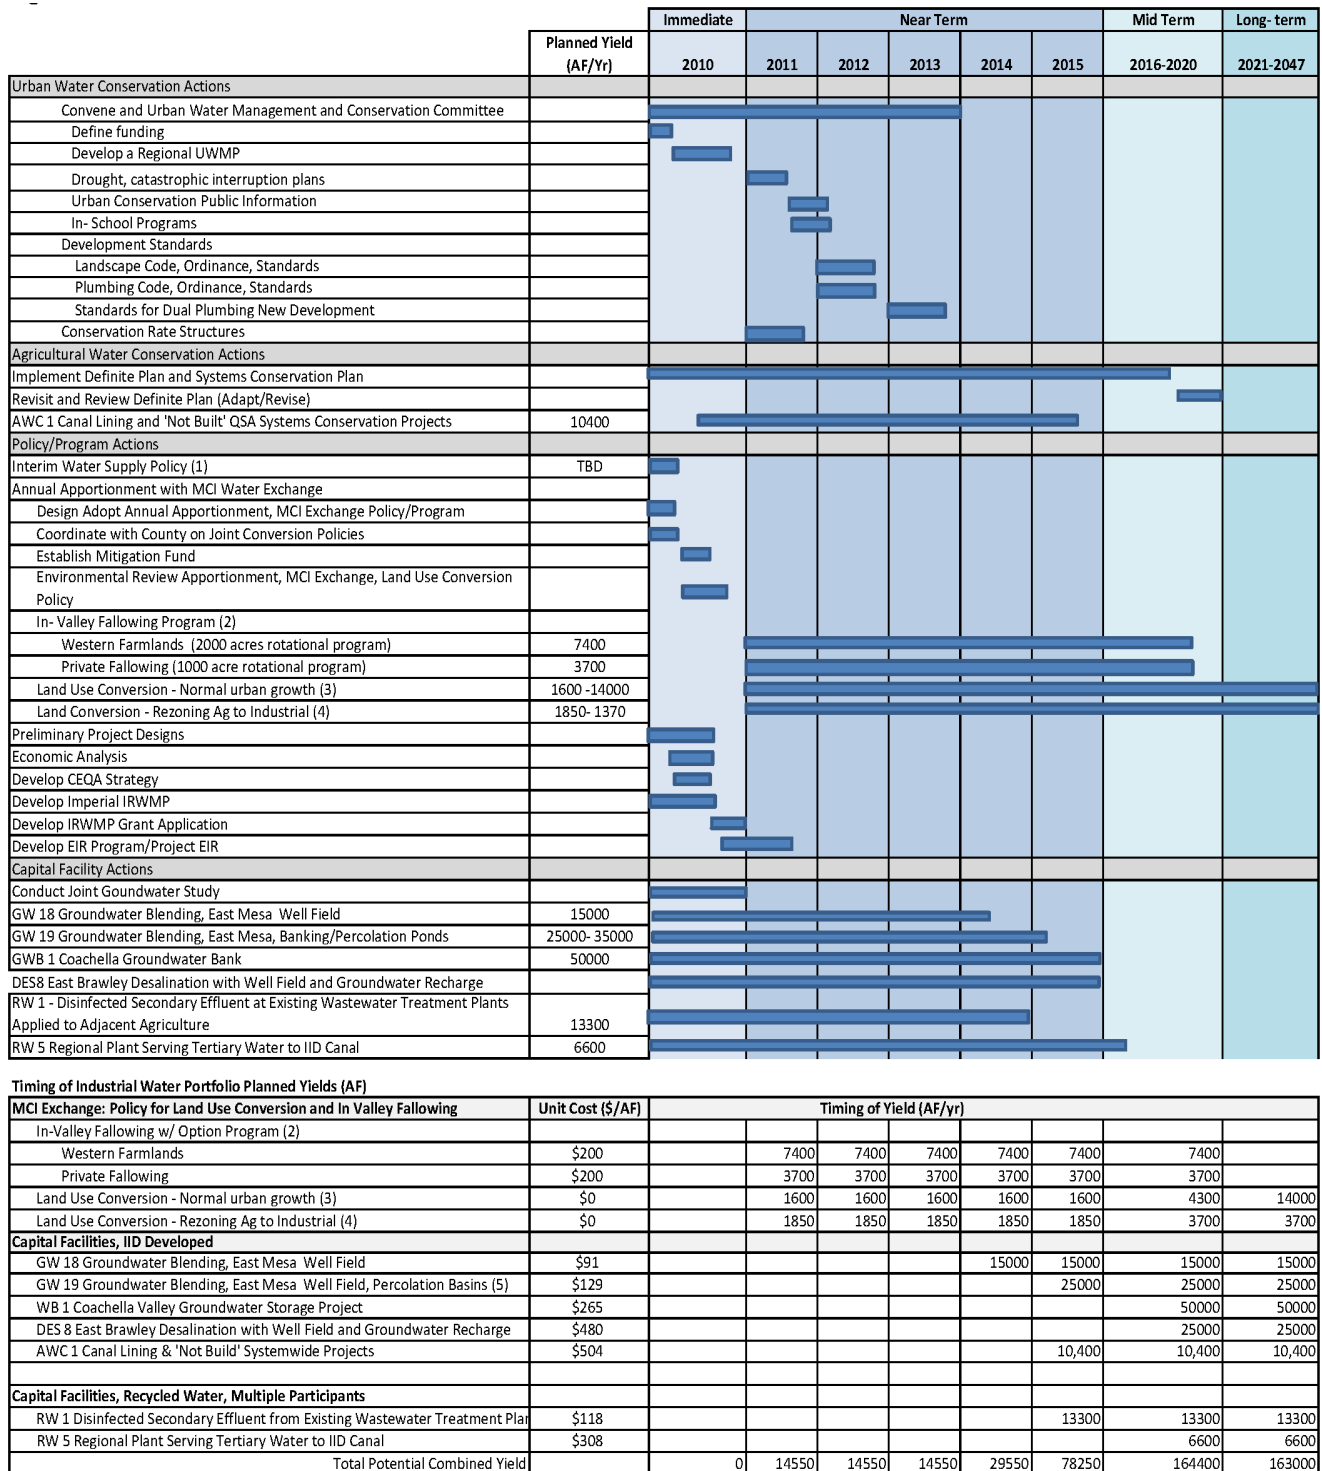 Immediate Near Term Mid Term Long- term
Planned Yield
(AF/Yr) 2010 2011 2012 2013 2014 2015 2016-2020 2021-2047
Urban Water Conservation Actions
Convene and Urban Water Management and Conservation Committee
Define funding
Develop a Regional UWMP
Drought, catastrophic interruption plans
Urban Conservation Public Information
In- School Programs
Development Standards
Landscape Code, Ordinance, Standards
Plumbing Code, Ordinance, Standards
Standards for Dual Plumbing New Development
Conservation Rate Structures
Agricultural Water Conservation Actions
Implement Definite Plan and Systems Conservation Plan
Revisit and Review Definite Plan (Adapt/Revise)
AWC 1 Canal Lining and 'Not Built' QSA Systems Conservation Projects 10400
Policy/Program Actions
Interim Water Supply Policy (1) TBD
Annual Apportionment with MCI Water Exchange
Design Adopt Annual Apportionment, MCI Exchange Policy/Program
Coordinate with County on Joint Conversion Policies
Establish Mitigation Fund
Environmental Review Apportionment, MCI Exchange, Land Use Conversion
Policy
In- Valley Fallowing Program (2)
Western Farmlands (2000 acres rotational program) 7400
Private Fallowing (1000 acre rotational program) 3700
Land Use Conversion - Normal urban growth (3) 1600 -14000
Land Conversion - Rezoning Ag to Industrial (4) 1850- 1370
Preliminary Project Designs
Economic Analysis
Develop CEQA Strategy
Develop Imperial IRWMP
Develop IRWMP Grant Application
Develop EIR Program/Project EIR
Capital Facility Actions
Conduct Joint Goundwater Study
GW 18 Groundwater Blending, East Mesa Well Field 15000
GW 19 Groundwater Blending, East Mesa, Banking/Percolation Ponds 25000- 35000
GWB 1 Coachella Groundwater Bank 50000
DES8 East Brawley Desalination with Well Field and Groundwater Recharge
RW 1 - Disinfected Secondary Effluent at Existing Wastewater Treatment Plants
Applied to Adjacent Agriculture 13300
RW 5 Regional Plant Serving Tertiary Water to IID Canal 6600
Timing of Industrial Water Portfolio Planned Yields (AF)
MCI Exchange: Policy for Land Use Conversion and In Valley Fallowing Unit Cost ($/AF) Timing of Yield (AF/yr)
In-Valley Fallowing w/ Option Program (2)
Western Farmlands $200 7400 7400 7400 7400 7400 7400
Private Fallowing $200 3700 3700 3700 3700 3700 3700
Land Use Conversion - Normal urban growth (3) $0 1600 1600 1600 1600 1600 4300 14000
Land Use Conversion - Rezoning Ag to Industrial (4) $0 1850 1850 1850 1850 1850 3700 3700
Capital Facilities, IID Developed
GW 18 Groundwater Blending, East Mesa Well Field $91 15000 15000 15000 15000
GW 19 Groundwater Blending, East Mesa Well Field, Percolation Basins (5) $129 25000 25000 25000
WB 1 Coachella Valley Groundwater Storage Project $265 50000 50000
DES 8 East Brawley Desalination with Well Field and Groundwater Recharge $480 25000 25000
AWC 1 Canal Lining & 'Not Build' Systemwide Projects $504 10,400 10,400 10,400
Capital Facilities, Recycled Water, Multiple Participants
RW 1 Disinfected Secondary Effluent from Existing Wastewater Treatment Plar $118 13300 13300 13300
RW 5 Regional Plant Serving Tertiary Water to IID Canal $308 6600 6600
Total Potential Combined Yield 0 14550 14550 14550 29550 78250 164400 163000